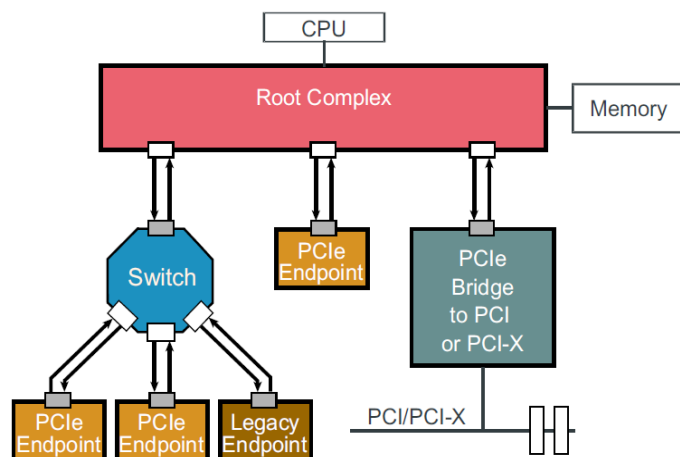 CPU
Root Complex
Memory
Switch
PCIe
Endpoint
PCIe
Bridge
to PCI
or PCI-X
PCIe
Endpoint
PCIe
Endpoint
Legacy
Endpoint
PCI/PCI-X